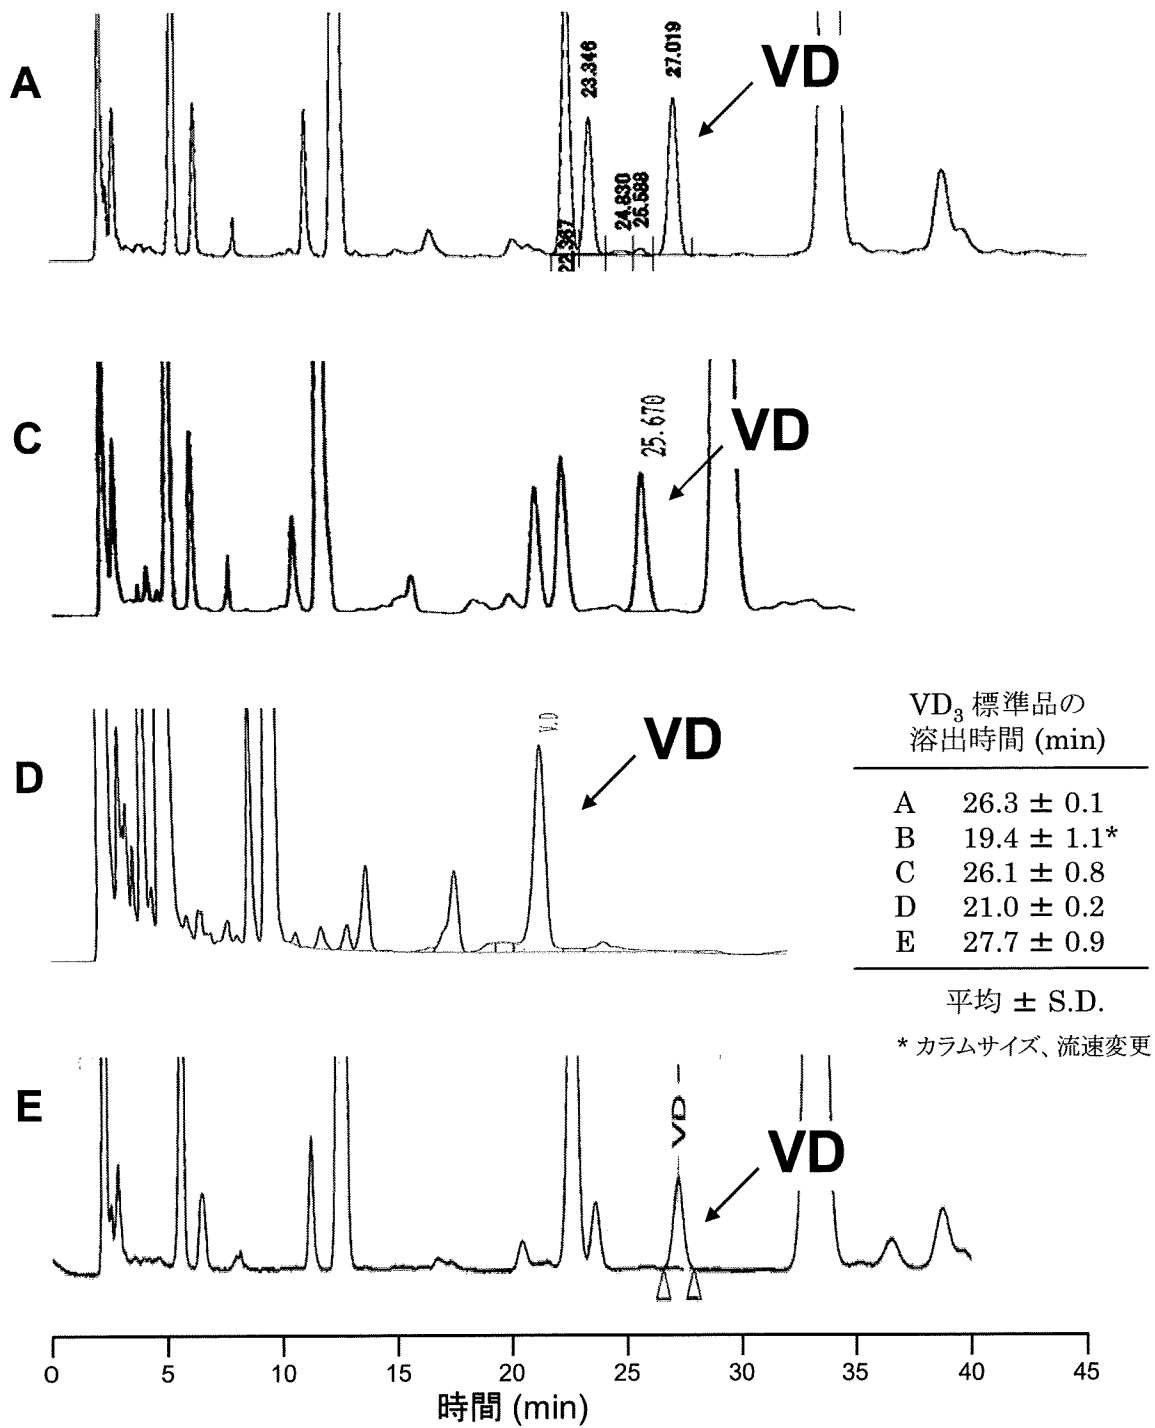 A
22.367
23.346
24.830
25.588
27.019
VD
C
25.670
VD
D
V.D
VD
VD₃ 標準品の
溶出時間 (min)
A 26.3 ± 0.1
B 19.4 ± 1.1*
C 26.1 ± 0.8
D 21.0 ± 0.2
E 27.7 ± 0.9
平均 ± S.D.
* カラムサイズ、流速変更
E
VD
VD
0 5 10 15 20 25 30 35 40 45
時間 (min)